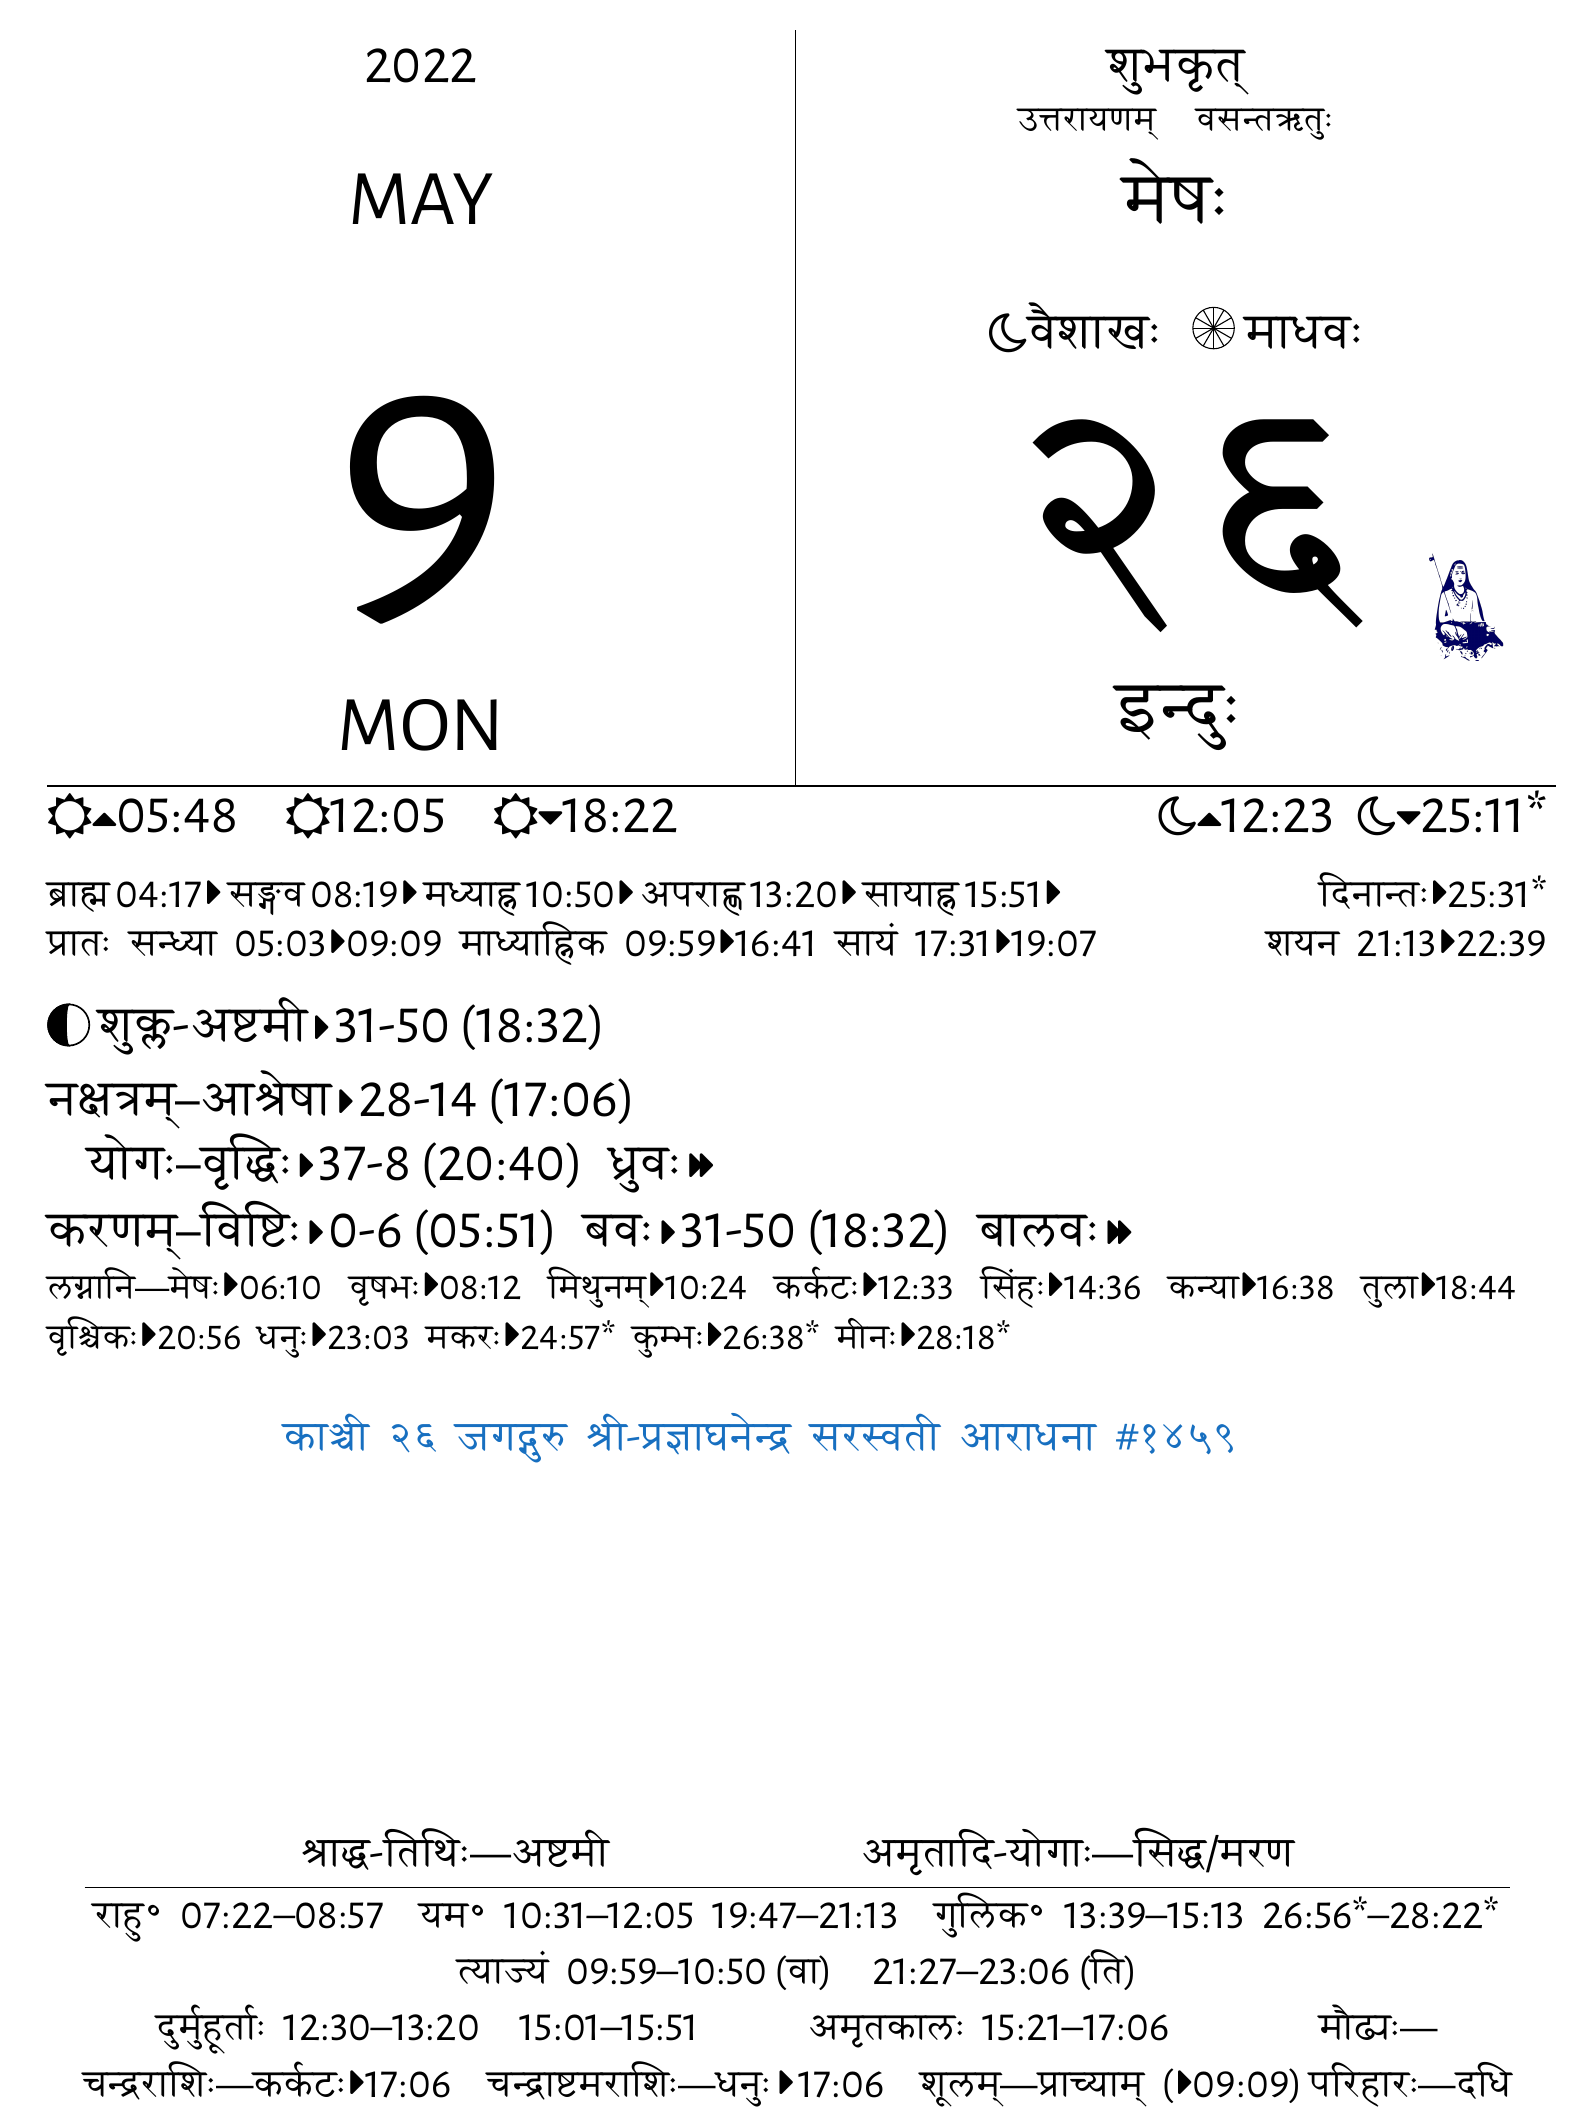 2022
MAY
9
MON
शुभकृत्
उत्तरायणम् वसन्तऋतुः
मेषः
वैशाखः माधवः
२६
इन्दुः
05:48 12:05 18:22 12:23 25:11*
ब्राह्म 04:17 सङ्गव 08:19 मध्याह्न 10:50 अपराह्ण 13:20 सायाह्न 15:51 दिनान्तः 25:31*
प्रातः सन्ध्या 05:03 09:09 माध्याह्निक 09:59 16:41 सायं 17:31 19:07 शयन 21:13 22:39
शुक्ल-अष्टमी 31-50 (18:32)
नक्षत्रम्–आश्रेषा 28-14 (17:06)
योगः–वृद्धिः 37-8 (20:40) ध्रुवः
करणम्–विष्टिः 0-6 (05:51) बवः 31-50 (18:32) बालवः
लग्नानि—मेषः 06:10 वृषभः 08:12 मिथुनम् 10:24 कर्कटः 12:33 सिंहः 14:36 कन्या 16:38 तुला 18:44
वृश्चिकः 20:56 धनुः 23:03 मकरः 24:57* कुम्भः 26:38* मीनः 28:18*
काञ्ची २६ जगद्गुरु श्री-प्रज्ञाघनेन्द्र सरस्वती आराधना #१४५९
श्राद्ध-तिथिः—अष्टमी अमृतादि-योगाः—सिद्ध/मरण
राहु॰ 07:22–08:57 यम॰ 10:31–12:05 19:47–21:13 गुलिक॰ 13:39–15:13 26:56*–28:22*
त्याज्यं 09:59–10:50 (वा) 21:27–23:06 (ति)
दुर्मुहूर्ताः 12:30–13:20 15:01–15:51 अमृतकालः 15:21–17:06 मौढ्यः—
चन्द्रराशिः—कर्कटः 17:06 चन्द्राष्टमराशिः—धनुः 17:06 शूलम्—प्राच्याम् ( 09:09) परिहारः—दधि